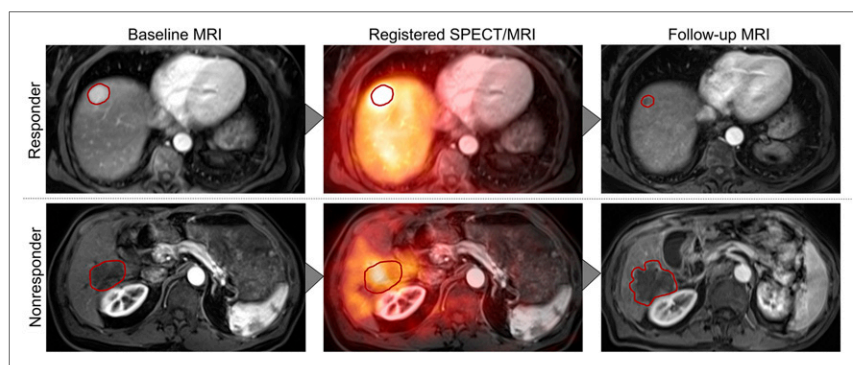 Baseline MRI
Registered SPECT/MRI
Follow-up MRI
Responder
Nonresponder